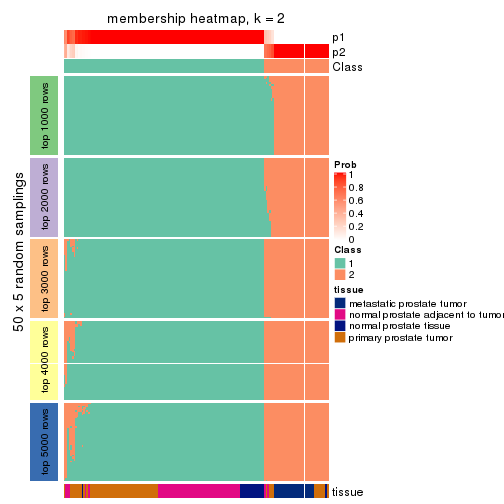 membership heatmap, k = 2
p1
p2
Class
50 x 5 random samplings
top 1000 rows
top 2000 rows
top 3000 rows
top 4000 rows
top 5000 rows
Prob
1
0.8
0.6
0.4
0.2
0
Class
1
2
tissue
metastatic prostate tumor
normal prostate adjacent to tumor
normal prostate tissue
primary prostate tumor
tissue